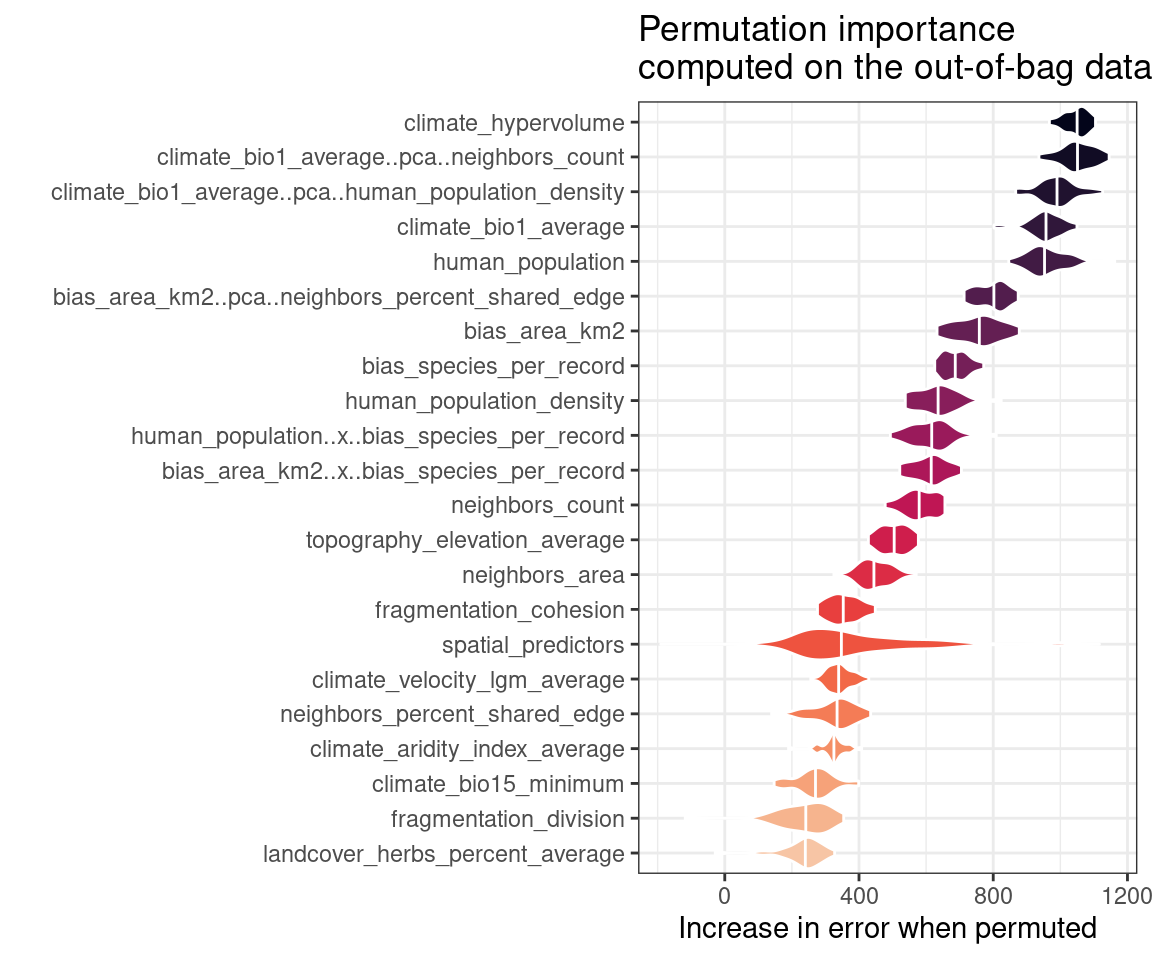 Permutation importance
computed on the out-of-bag data
climate_hypervolume
climate_bio1_average..pca..neighbors_count
climate_bio1_average..pca..human_population_density
climate_bio1_average
human_population
bias_area_km2..pca..neighbors_percent_shared_edge
bias_area_km2
bias_species_per_record
human_population_density
human_population..x..bias_species_per_record
bias_area_km2..x..bias_species_per_record
neighbors_count
topography_elevation_average
neighbors_area
fragmentation_cohesion
spatial_predictors
climate_velocity_lgm_average
neighbors_percent_shared_edge
climate_aridity_index_average
climate_bio15_minimum
fragmentation_division
landcover_herbs_percent_average
0 400 800 1200
Increase in error when permuted